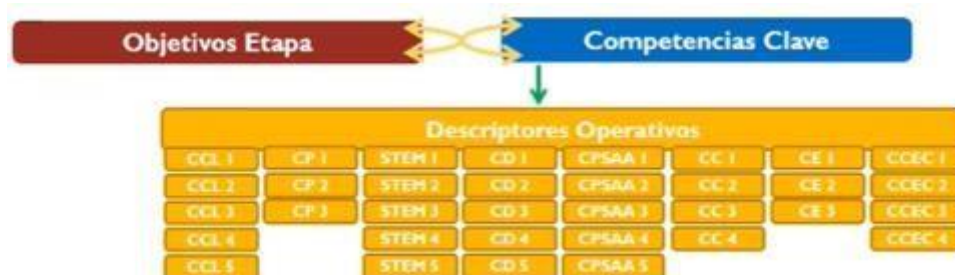 Objetivos Etapa Competencias Clave
Descriptores Operativos
CCL 1 CP 1 STEM 1 CD 1 CPSAA 1 CC 1 CE 1 CCEC 1
CCL 2 CP 2 STEM 2 CD 2 CPSAA 2 CC 2 CE 2 CCEC 2
CCL 3 CP 3 STEM 3 CD 3 CPSAA 3 CC 3 CE 3 CCEC 3
CCL 4 STEM 4 CD 4 CPSAA 4 CC 4 CCEC 4
CCL 5 STEM 5 CD 5 CPSAA 5